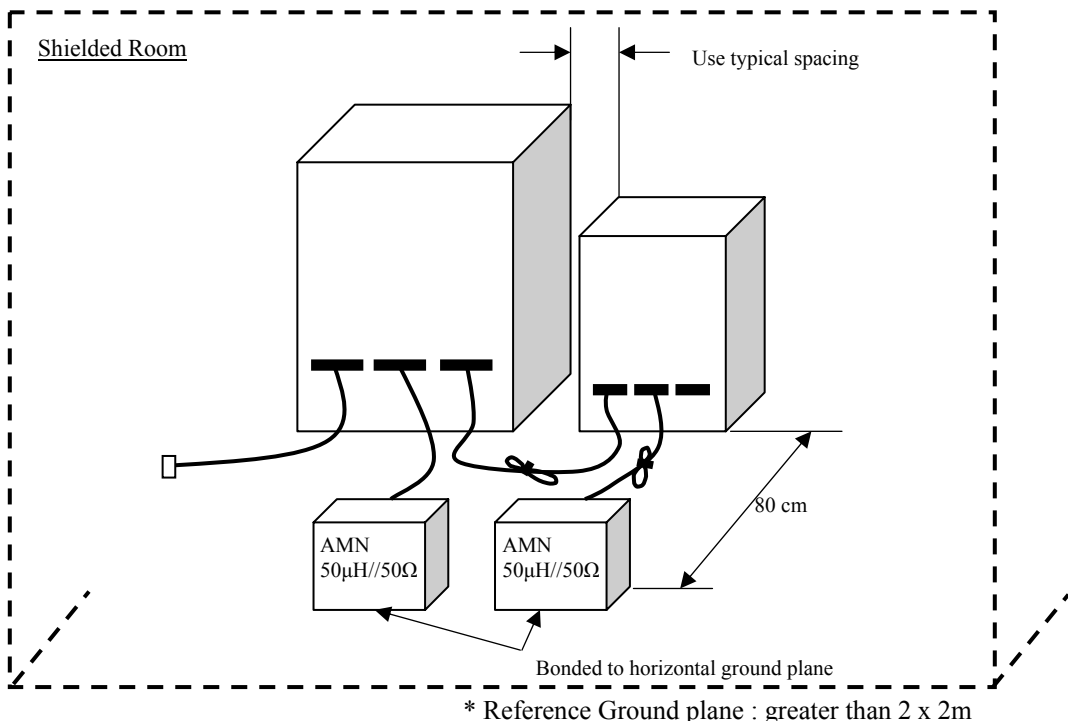 Shielded Room
Use typical spacing
AMN
50μH//50Ω
AMN
50μH//50Ω
80 cm
Bonded to horizontal ground plane
* Reference Ground plane : greater than 2 x 2m